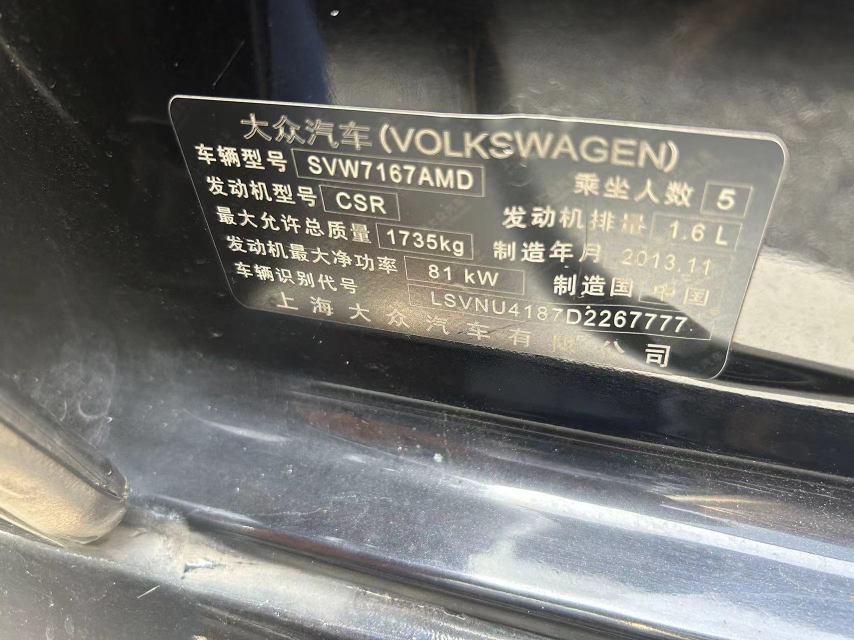 大众汽车(VOLKSWAGEN)
车辆型号 SVW7167AMD 乘坐人数 5
发动机型号 CSR 发动机排量 1.6 L
最大允许总质量 1735kg 制造年月 2013.11
发动机最大净功率 81 kW 制造国 中国
车辆识别代号 LSVNU4187D2267777
上海大众汽车有限公司